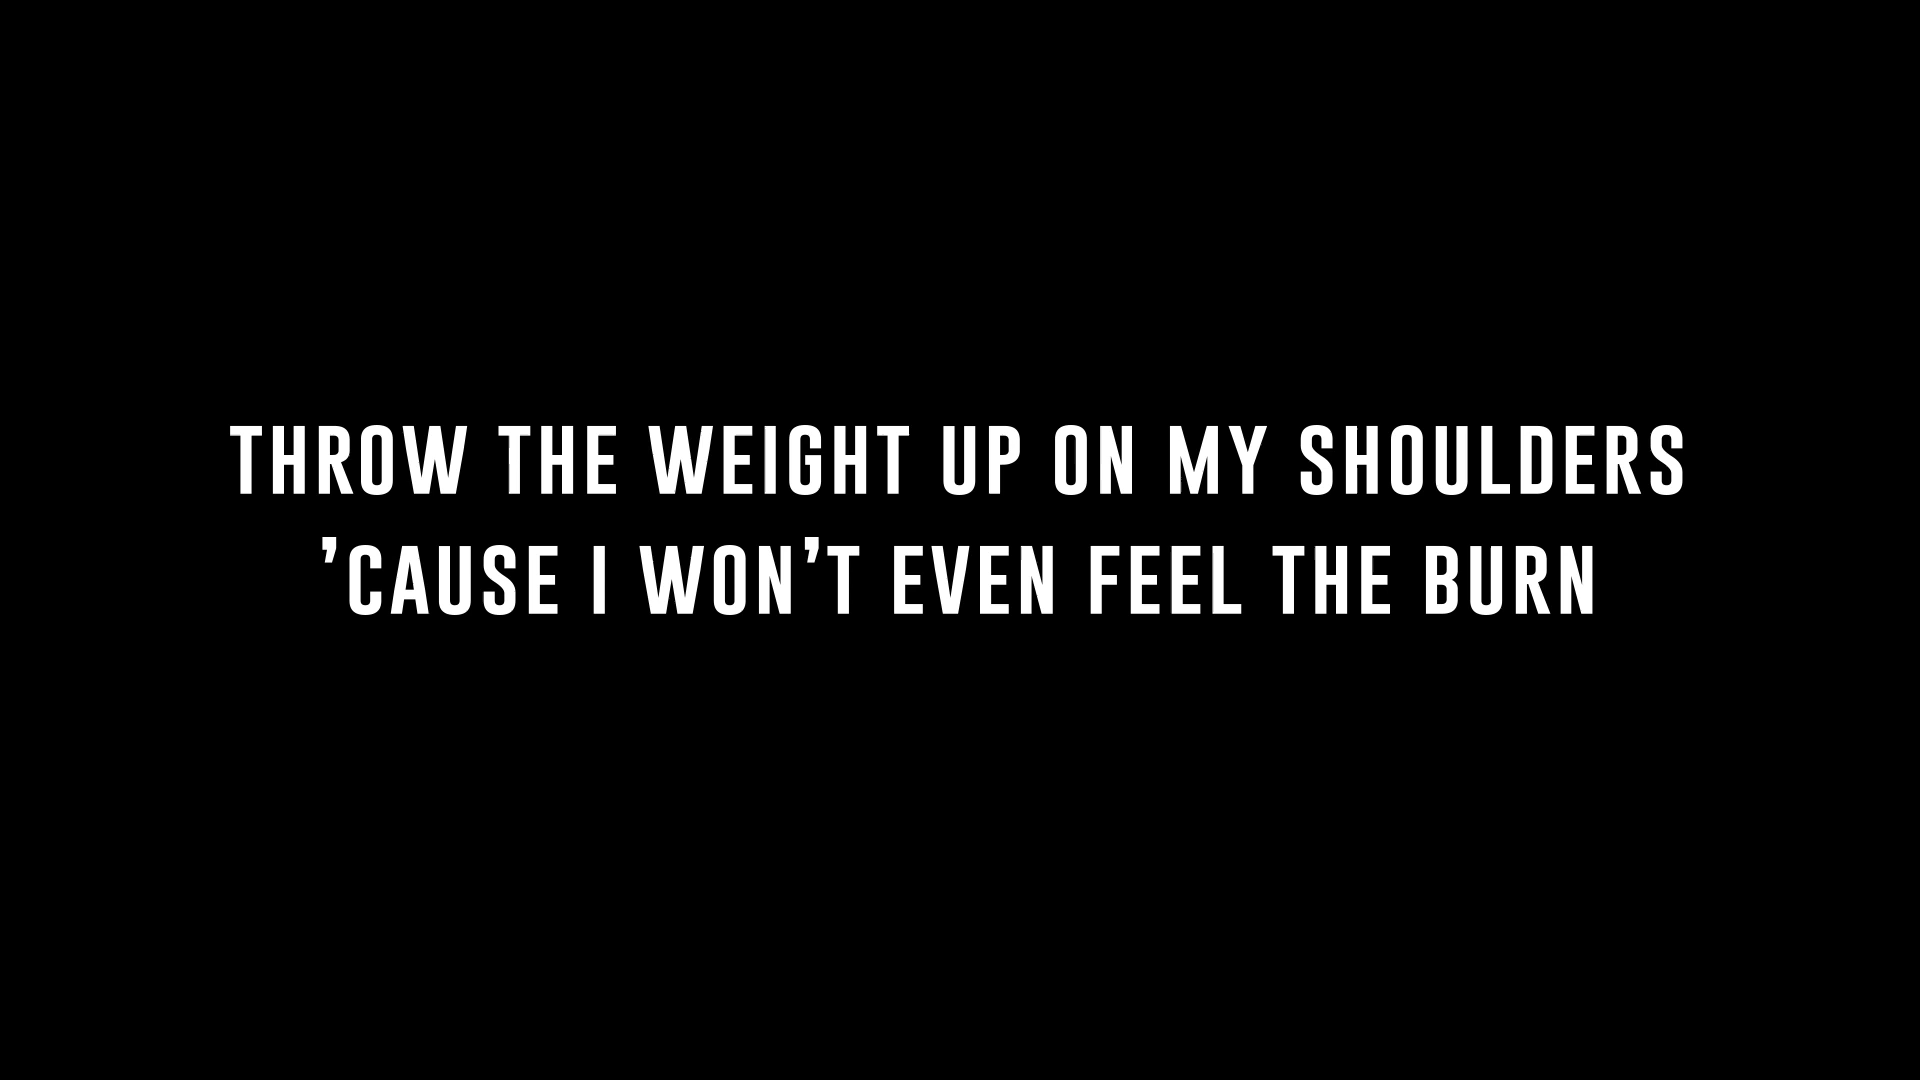 THROW THE WEIGHT UP ON MY SHOULDERS
’CAUSE I WON’T EVEN FEEL THE BURN